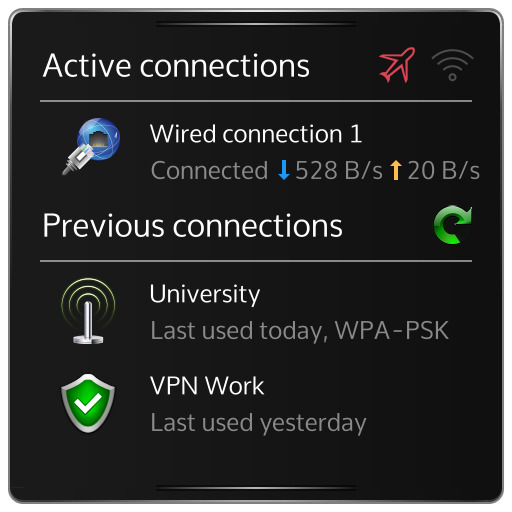 Active connections
Wired connection 1
Connected 528 B/s 20 B/s
Previous connections
University
Last used today, WPA-PSK
VPN Work
Last used yesterday